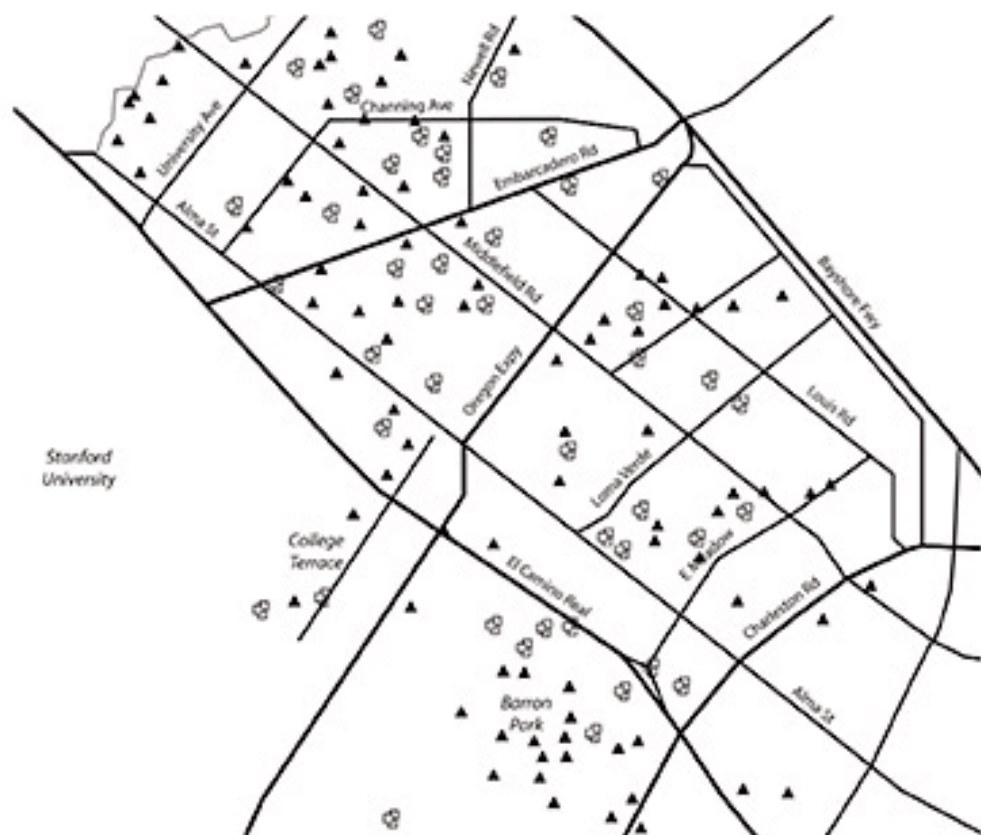 Newell Rd
Channing Ave
University Ave
Embarcadero Rd
Alma St
Middlefield Rd
Bayshore Fwy
Oregon Expy
Louis Rd
Stanford
University
Loma Verde
College
Terrace
E Meadow
El Camino Real
Charleston Rd
Barron
Park
Alma St